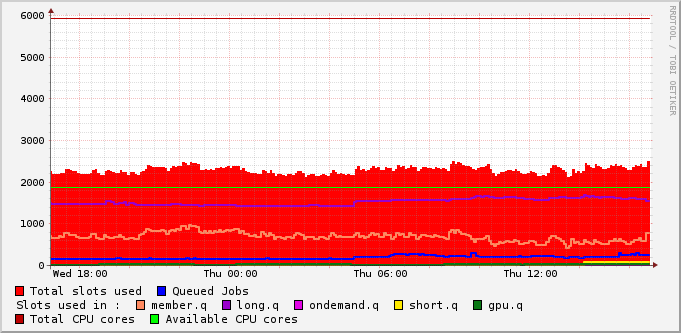 6000
5000
4000
3000
2000
1000
0
Wed 18:00 Thu 00:00 Thu 06:00 Thu 12:00
Total slots used Queued Jobs
Slots used in : member.q long.q ondemand.q short.q gpu.q
Total CPU cores Available CPU cores
RRDTOOL / TOBI OETIKER